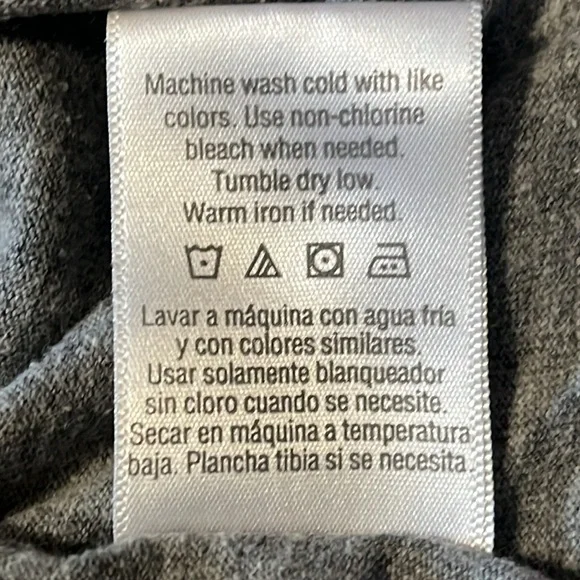 Machine wash cold with like
colors. Use non-chlorine
bleach when needed.
Tumble dry low.
Warm iron if needed.
Lavar a máquina con agua fría
y con colores similares.
Usar solamente blanqueador
sin cloro cuando se necesite.
Secar en máquina a temperatura
baja. Plancha tibia si se necesita.